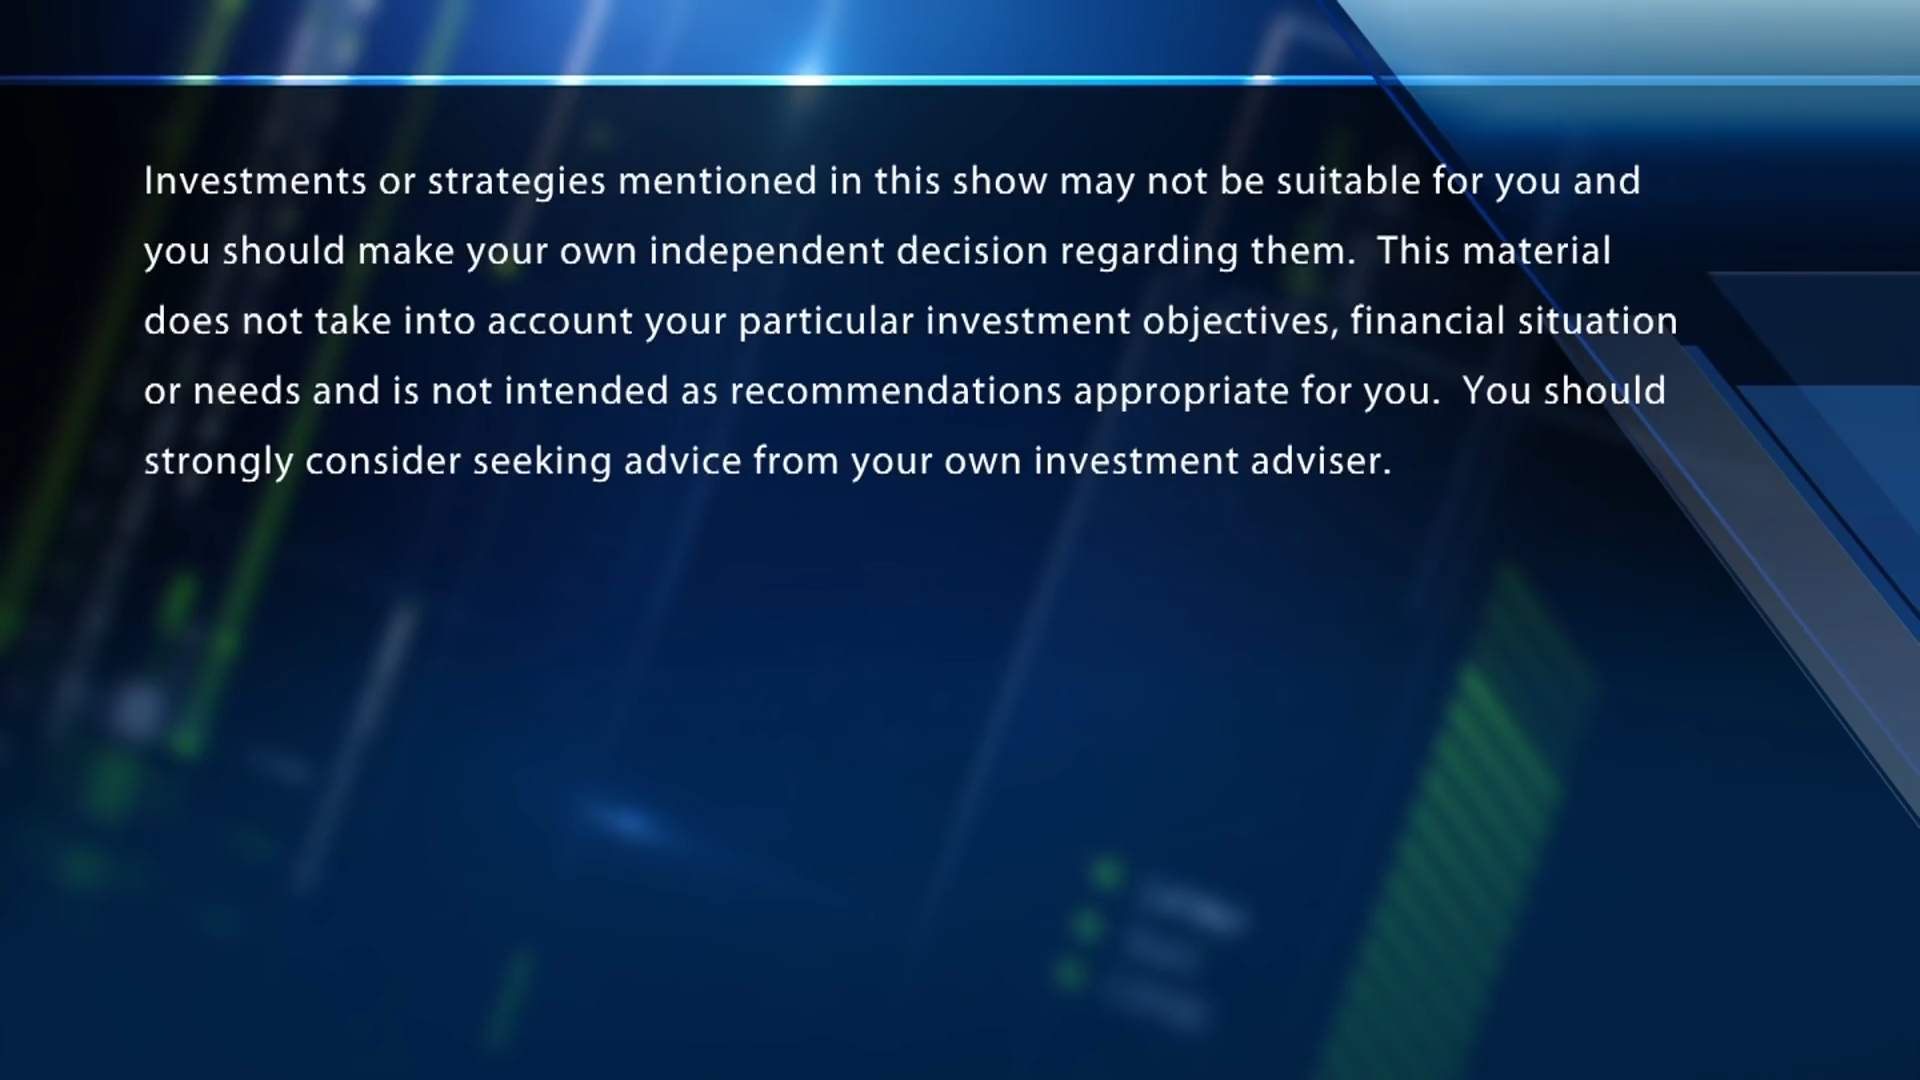 Investments or strategies mentioned in this show may not be suitable for you and
you should make your own independent decision regarding them.  This material
does not take into account your particular investment objectives, financial situation
or needs and is not intended as recommendations appropriate for you.  You should
strongly consider seeking advice from your own investment adviser.